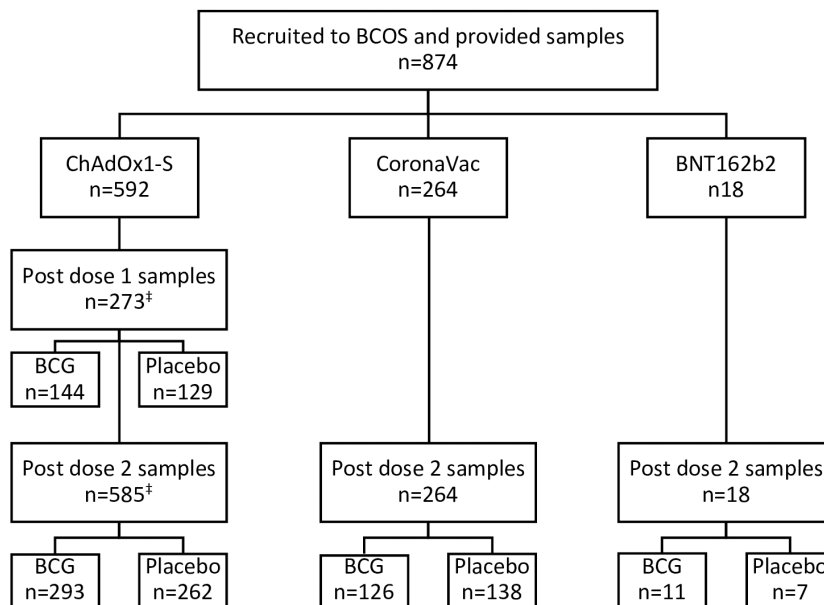 Recruited to BCOS and provided samples
n=874
ChAdOx1-S
n=592
CoronaVac
n=264
BNT162b2
n18
Post dose 1 samples
n=273‡
BCG
n=144
Placebo
n=129
Post dose 2 samples
n=585‡
Post dose 2 samples
n=264
Post dose 2 samples
n=18
BCG
n=293
Placebo
n=262
BCG
n=126
Placebo
n=138
BCG
n=11
Placebo
n=7